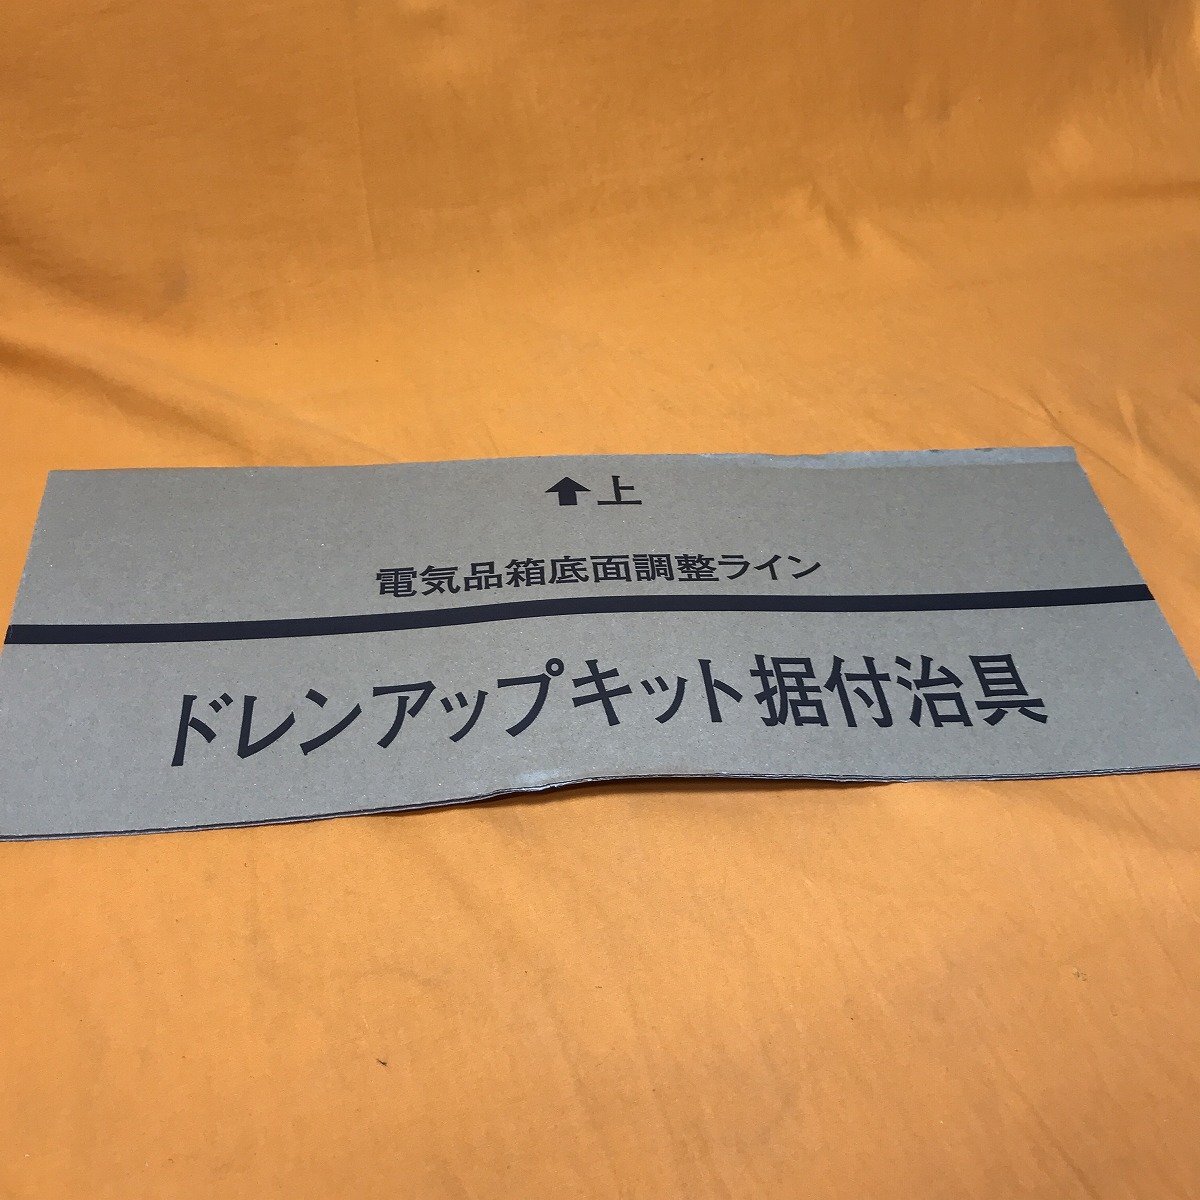 ⬆上
電気品箱底面調整ライン
ドレンアップキット据付治具